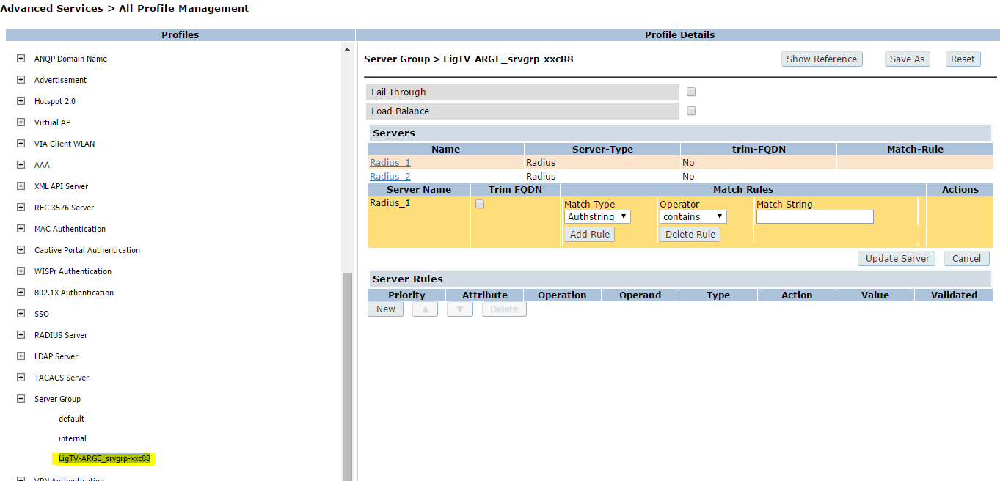 Advanced Services > All Profile Management
Profiles
ANQP Domain Name
Advertisement
Hotspot 2.0
Virtual AP
VIA Client WLAN
AAA
XML API Server
RFC 3576 Server
MAC Authentication
Captive Portal Authentication
WISPr Authentication
802.1X Authentication
SSO
RADIUS Server
LDAP Server
TACACS Server
Server Group
default
internal
LigTV-ARGE_srvgrp-xxc88
VPN Authentication
Profile Details
Server Group > LigTV-ARGE_srvgrp-xxc88 Show Reference Save As Reset
Fail Through
Load Balance
Servers
Name Server-Type trim-FQDN Match-Rule
Radius_1 Radius No
Radius_2 Radius No
Server Name Trim FQDN Match Rules Actions
Radius_1 Match Type Operator Match String
Authstring contains
Add Rule Delete Rule
Update Server Cancel
Server Rules
Priority Attribute Operation Operand Type Action Value Validated
New Delete